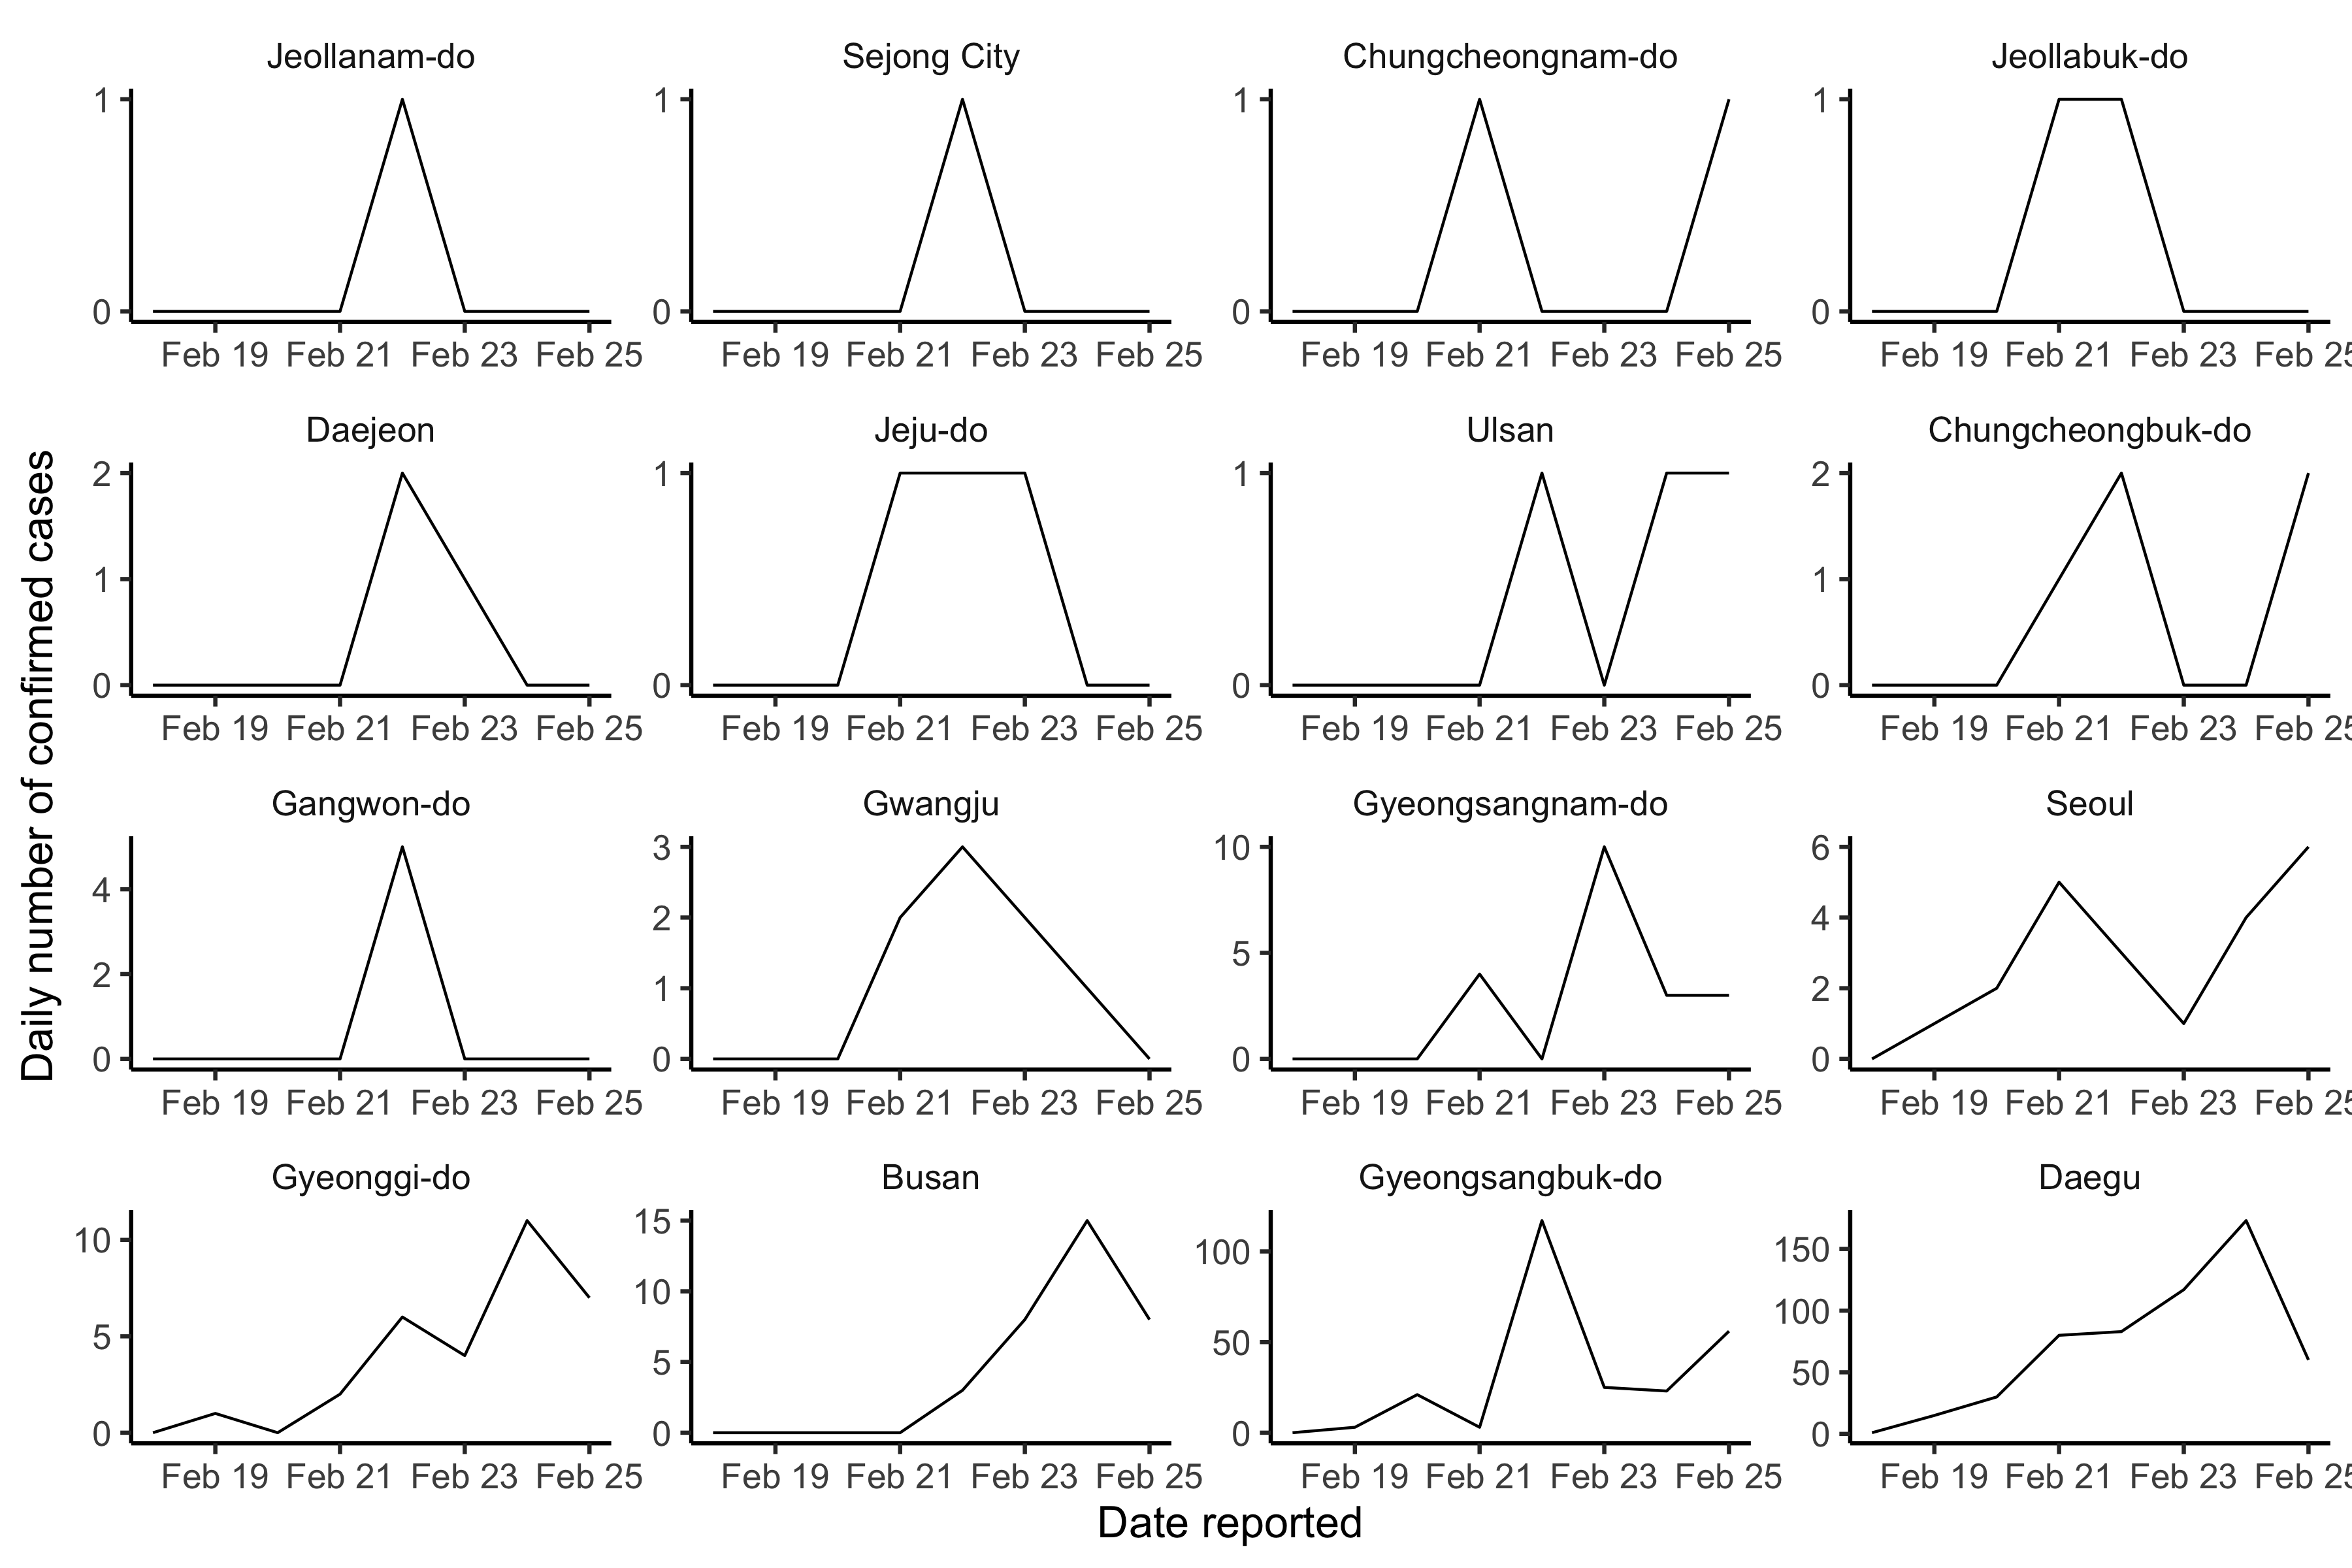 Jeollanam-do Sejong City Chungcheongnam-do Jeollabuk-do
1 1 1 1
0 0 0 0
Feb 19 Feb 21 Feb 23 Feb 25 Feb 19 Feb 21 Feb 23 Feb 25 Feb 19 Feb 21 Feb 23 Feb 25 Feb 19 Feb 21 Feb 23 Feb 25
Daejeon Jeju-do Ulsan Chungcheongbuk-do
2 1 1 2
1 1
0 0 0 0
Feb 19 Feb 21 Feb 23 Feb 25 Feb 19 Feb 21 Feb 23 Feb 25 Feb 19 Feb 21 Feb 23 Feb 25 Feb 19 Feb 21 Feb 23 Feb 25
Daily number of confirmed cases
Gangwon-do Gwangju Gyeongsangnam-do Seoul
4 3 10 6
2 2 5 4
0 1 0 2
0 0
Feb 19 Feb 21 Feb 23 Feb 25 Feb 19 Feb 21 Feb 23 Feb 25 Feb 19 Feb 21 Feb 23 Feb 25 Feb 19 Feb 21 Feb 23 Feb 25
Gyeonggi-do Busan Gyeongsangbuk-do Daegu
10 15 100 150
5 10 50 100
0 5 0 50
0 0
Feb 19 Feb 21 Feb 23 Feb 25 Feb 19 Feb 21 Feb 23 Feb 25 Feb 19 Feb 21 Feb 23 Feb 25 Feb 19 Feb 21 Feb 23 Feb 25
Date reported